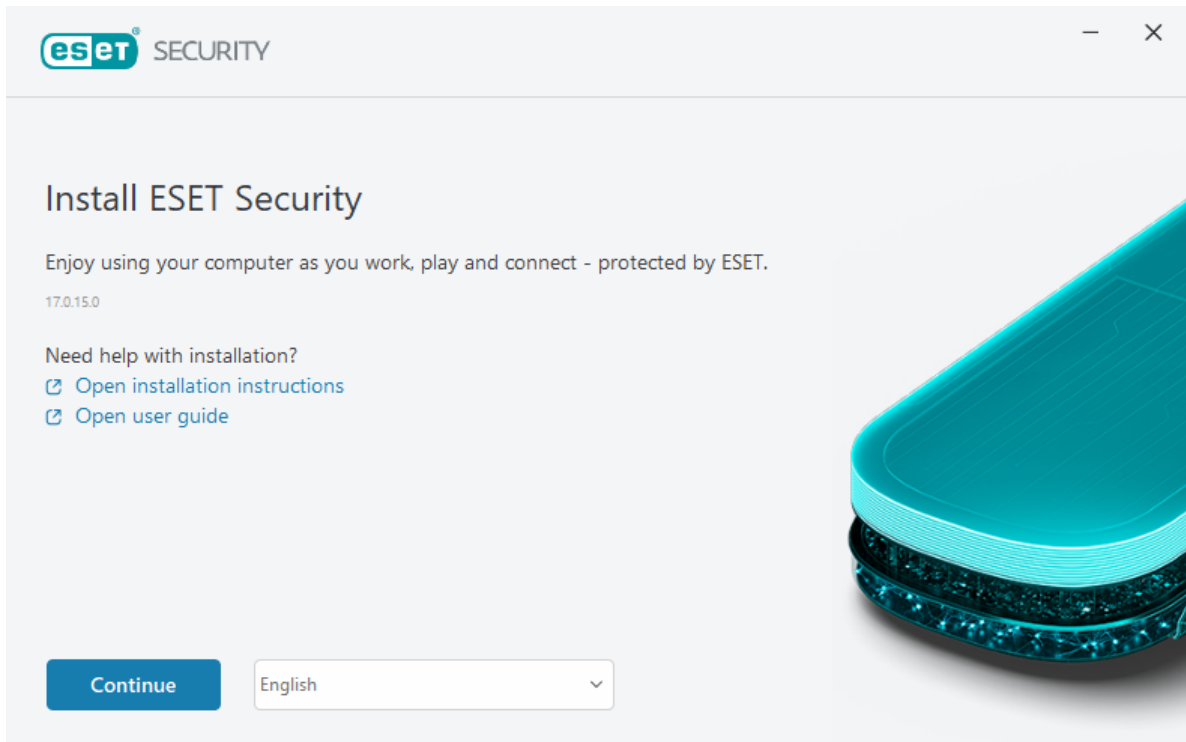 eset® SECURITY
Install ESET Security
Enjoy using your computer as you work, play and connect - protected by ESET.
17.0.15.0
Need help with installation?
Open installation instructions
Open user guide
Continue
English